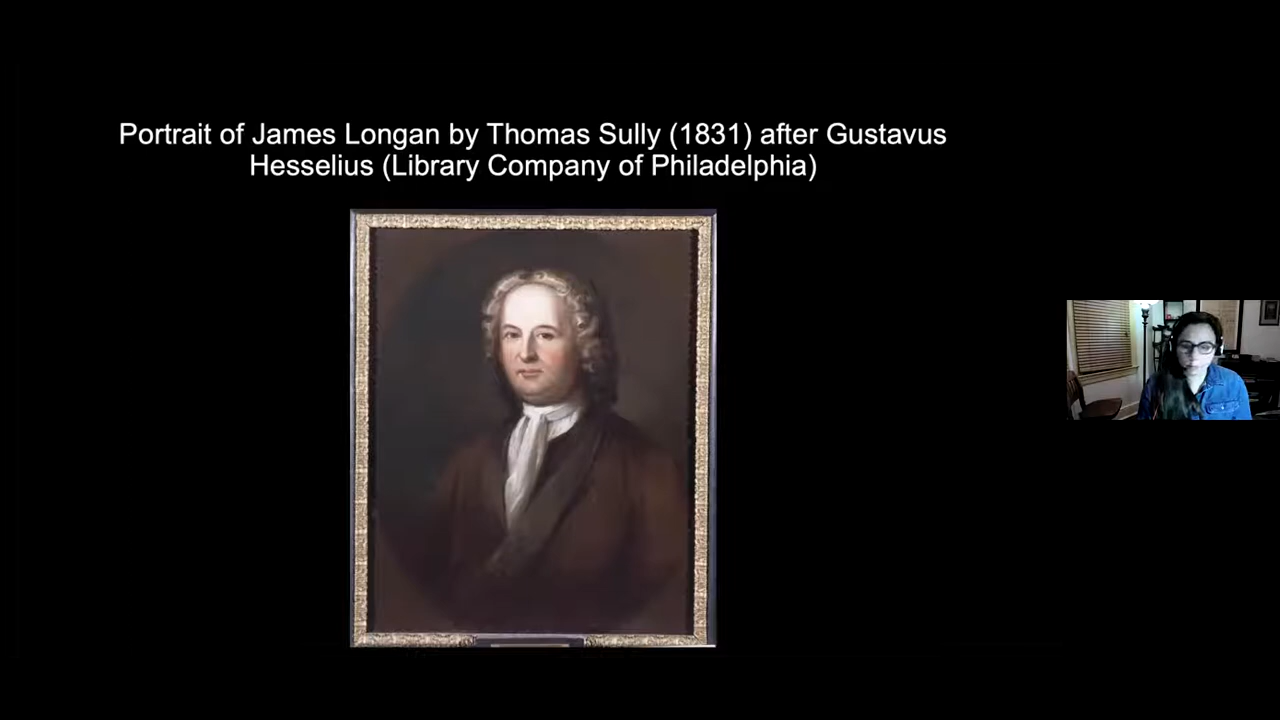 Portrait of James Longan by Thomas Sully (1831) after Gustavus
Hesselius (Library Company of Philadelphia)